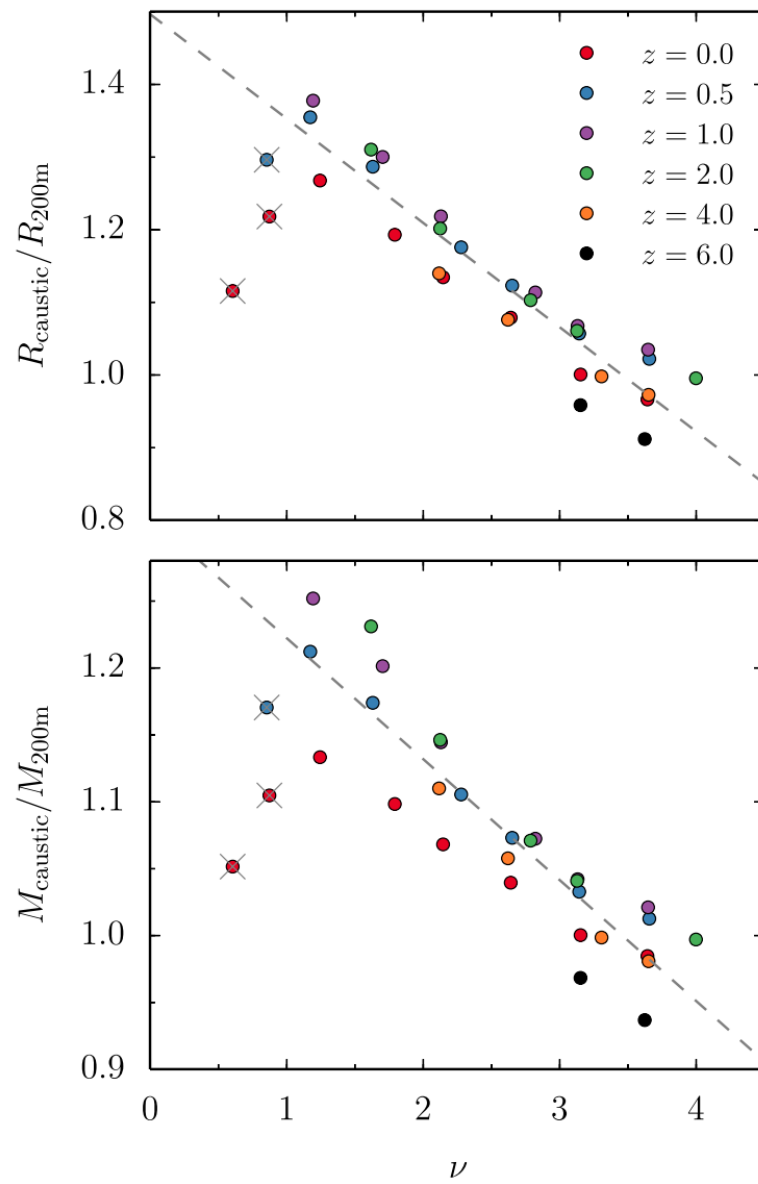 1.4
1.2
1.0
0.8
R_caustic/R_200m
z = 0.0
z = 0.5
z = 1.0
z = 2.0
z = 4.0
z = 6.0
1.2
1.1
1.0
0.9
M_caustic/M_200m
0 1 2 3 4
ν